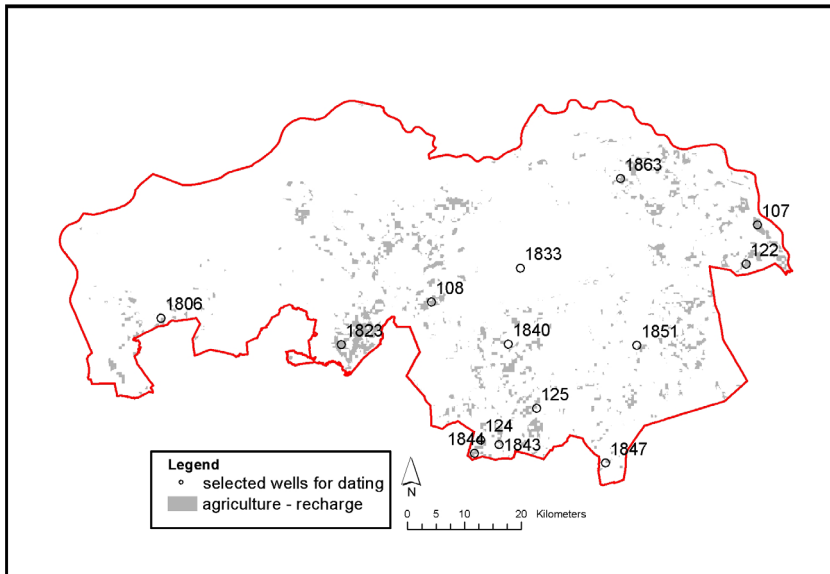 1863
107
122
1833
108
1806
1823
1840
1851
125
124
1844
1843
1847
Legend
selected wells for dating
agriculture - recharge
N
Kilometers
0 5 10 20